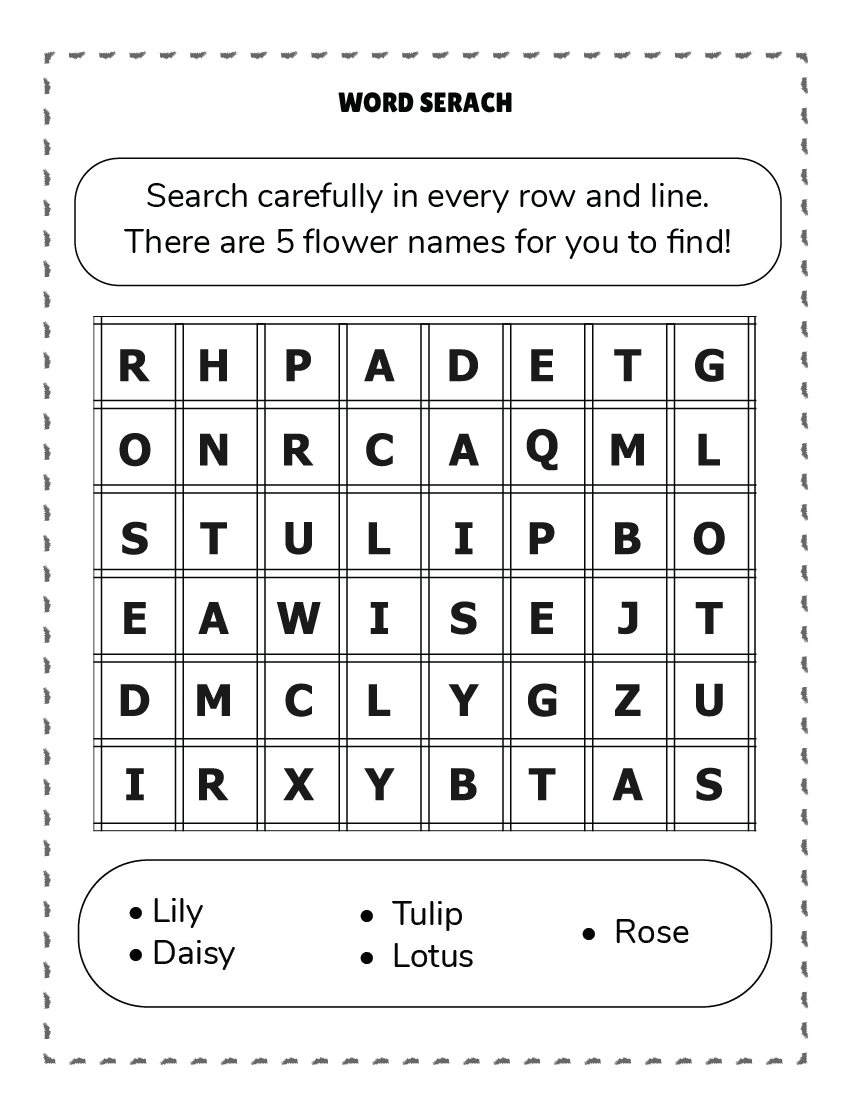 WORD SERACH
Search carefully in every row and line.
There are 5 flower names for you to find!
R H P A D E T G
O N R C A Q M L
S T U L I P B O
E A W I S E J T
D M C L Y G Z U
I R X Y B T A S
• Lily
• Daisy
• Tulip
• Lotus
• Rose